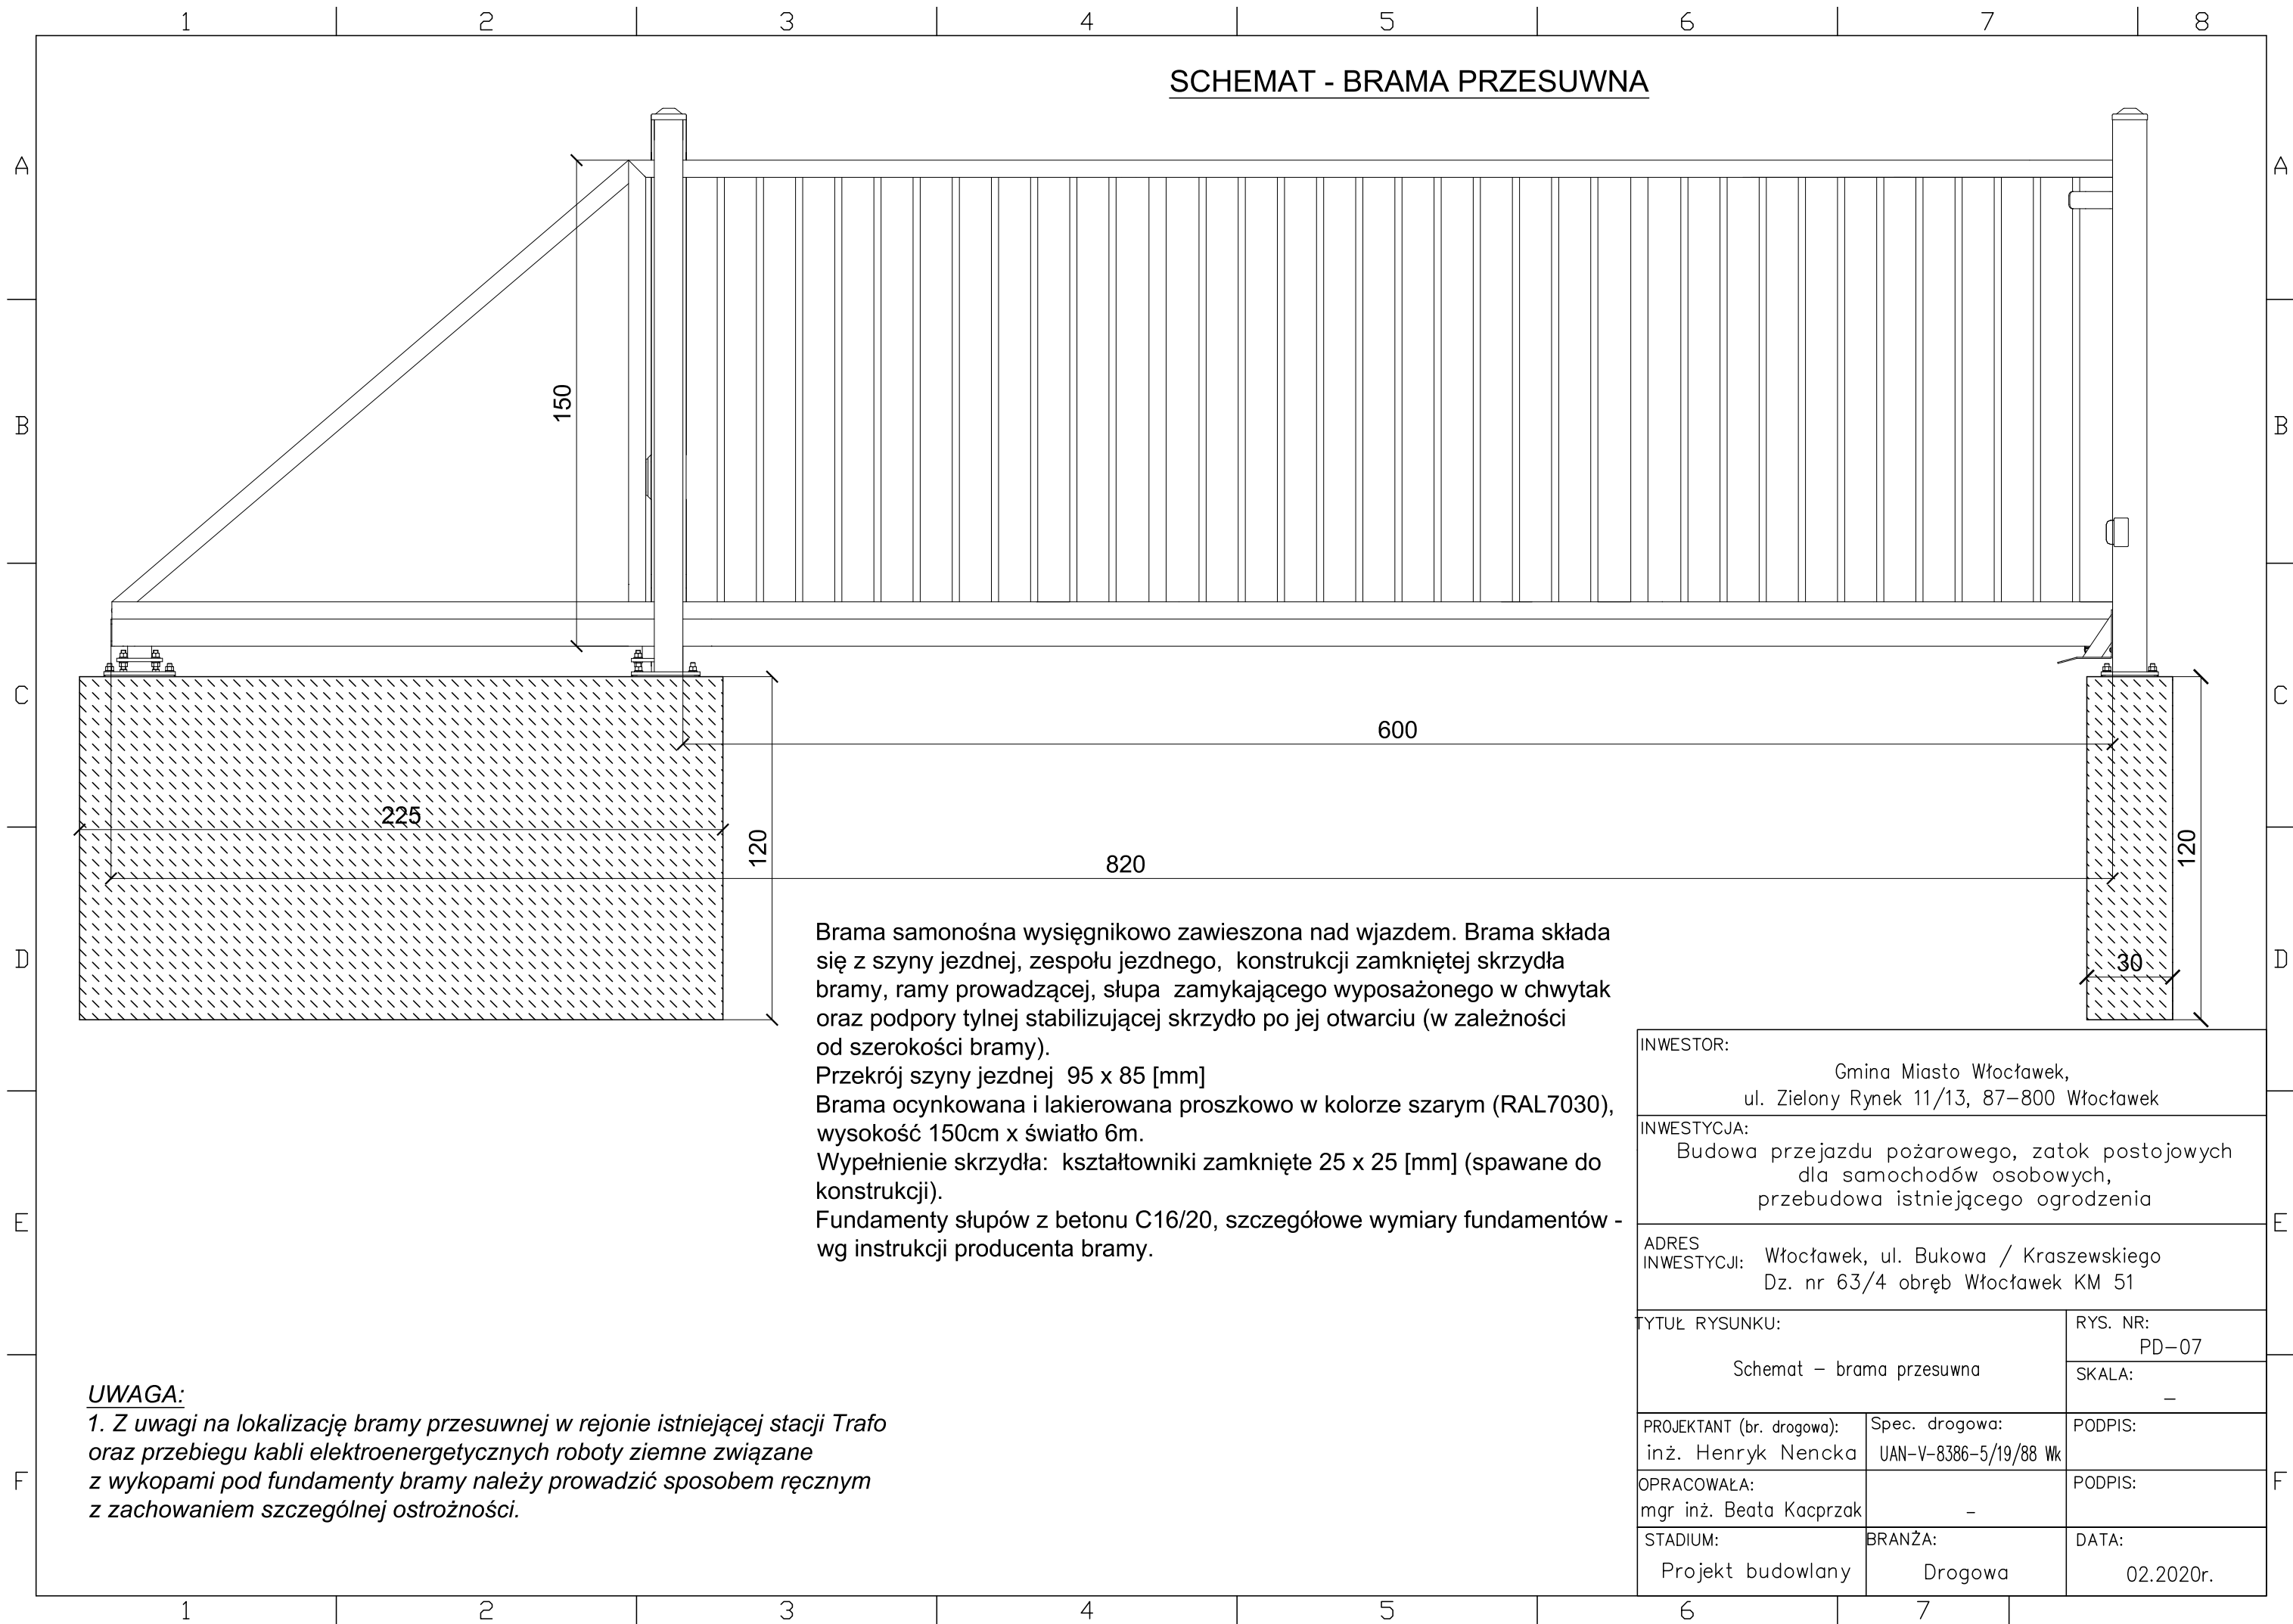 1 2 3 4 5 6 7 8
SCHEMAT - BRAMA PRZESUWNA
A A
B B
C C
D D
E E
F F
150
600
225
120
820
120
30
Brama samonośna wysięgnikowo zawieszona nad wjazdem. Brama składa
się z szyny jezdnej, zespołu jezdnego, konstrukcji zamkniętej skrzydła
bramy, ramy prowadzącej, słupa zamykającego wyposażonego w chwytak
oraz podpory tylnej stabilizującej skrzydło po jej otwarciu (w zależności
od szerokości bramy).
Przekrój szyny jezdnej 95 x 85 [mm]
Brama ocynkowana i lakierowana proszkowo w kolorze szarym (RAL7030),
wysokość 150cm x światło 6m.
Wypełnienie skrzydła: kształtowniki zamknięte 25 x 25 [mm] (spawane do
konstrukcji).
Fundamenty słupów z betonu C16/20, szczegółowe wymiary fundamentów -
wg instrukcji producenta bramy.
UWAGA:
1. Z uwagi na lokalizację bramy przesuwnej w rejonie istniejącej stacji Trafo
oraz przebiegu kabli elektroenergetycznych roboty ziemne związane
z wykopami pod fundamenty bramy należy prowadzić sposobem ręcznym
z zachowaniem szczególnej ostrożności.
INWESTOR:
Gmina Miasto Włocławek,
ul. Zielony Rynek 11/13, 87-800 Włocławek
INWESTYCJA:
Budowa przejazdu pożarowego, zatok postojowych
dla samochodów osobowych,
przebudowa istniejącego ogrodzenia
ADRES
INWESTYCJI:
Włocławek, ul. Bukowa / Kraszewskiego
Dz. nr 63/4 obręb Włocławek KM 51
TYTUŁ RYSUNKU:
Schemat - brama przesuwna
RYS. NR:
PD-07
SKALA:
-
PROJEKTANT (br. drogowa):
inż. Henryk Nencka
Spec. drogowa:
UAN-V-8386-5/19/88 Wk
PODPIS:
OPRACOWAŁA:
mgr inż. Beata Kacprzak
-
PODPIS:
STADIUM:
Projekt budowlany
BRANŻA:
Drogowa
DATA:
02.2020r.
1 2 3 4 5 6 7